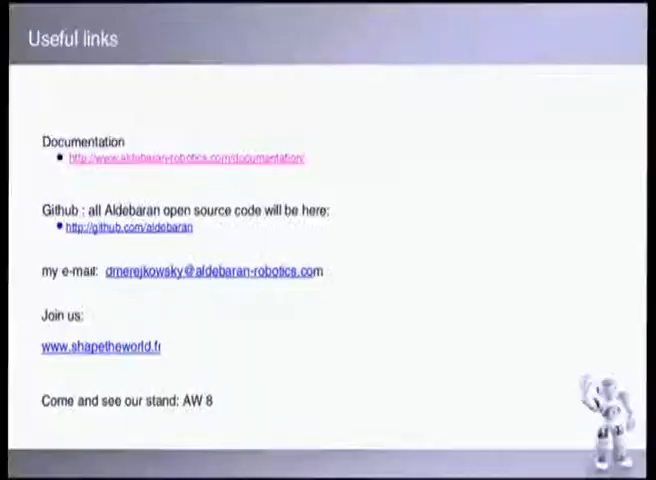 Useful links
Documentation
http://www.aldebaran-robotics.com/documentation/
Github : all Aldebaran open source code will be here:
http://github.com/aldebaran
my e-mail: dmerejkowsky@aldebaran-robotics.com
Join us:
www.shapetheworld.fr
Come and see our stand: AW 8